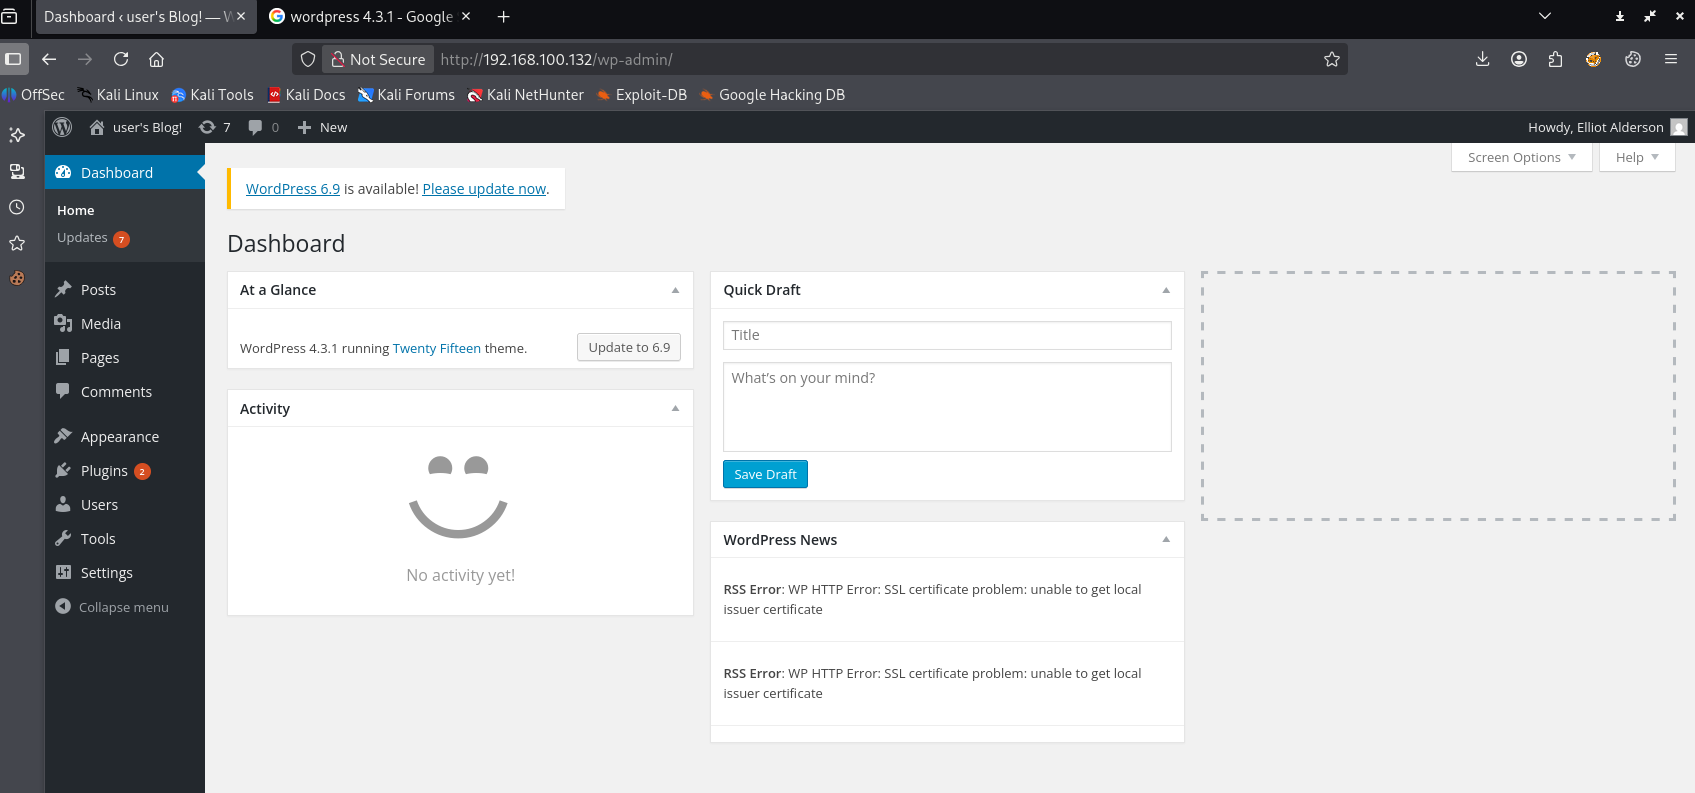 Dashboard ‹ user's Blog! — W
wordpress 4.3.1 - Google
Not Secure
http://192.168.100.132/wp-admin/
OffSec
Kali Linux
Kali Tools
Kali Docs
Kali Forums
Kali NetHunter
Exploit-DB
Google Hacking DB
user's Blog!
7
0
New
Howdy, Elliot Alderson
Dashboard
Home
Updates 7
Posts
Media
Pages
Comments
Appearance
Plugins 2
Users
Tools
Settings
Collapse menu
Screen Options
Help
WordPress 6.9 is available! Please update now.
Dashboard
At a Glance
WordPress 4.3.1 running Twenty Fifteen theme.
Update to 6.9
Activity
No activity yet!
Quick Draft
Title
What's on your mind?
Save Draft
WordPress News
RSS Error: WP HTTP Error: SSL certificate problem: unable to get local
issuer certificate
RSS Error: WP HTTP Error: SSL certificate problem: unable to get local
issuer certificate